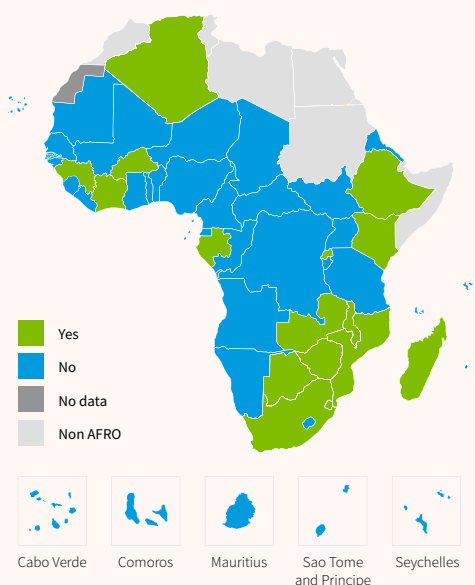 Yes
No
No data
Non AFRO
Cabo Verde
Comoros
Mauritius
Sao Tome
and Principe
Seychelles